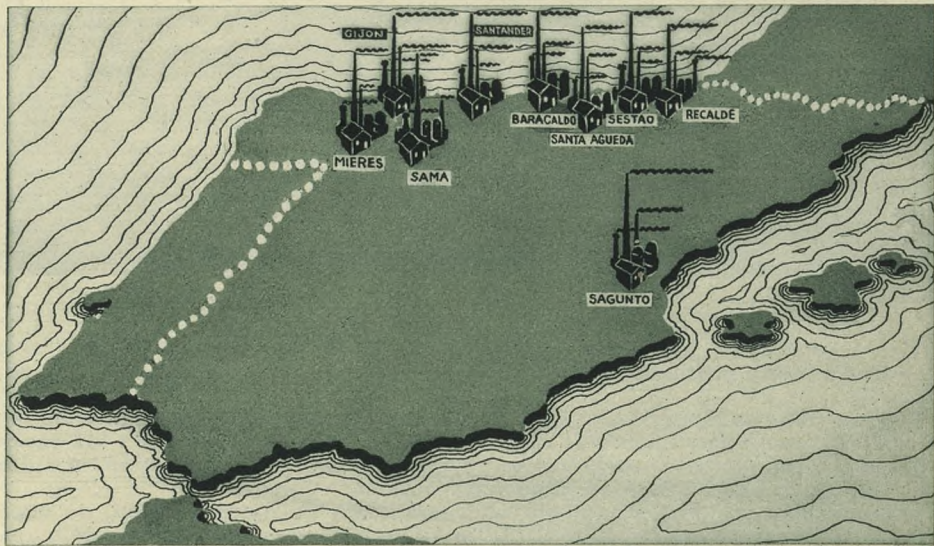 GIJON
SANTANDER
BARACALDO
SESTAO
RECALDE
SANTA AGUEDA
MIERES
SAMA
SAGUNTO